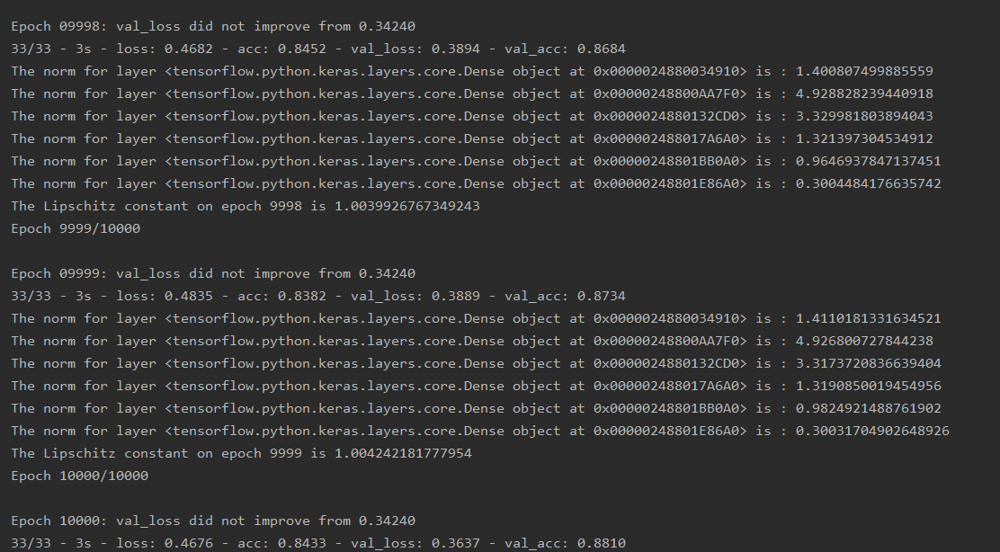 Epoch 09998: val_loss did not improve from 0.34240
33/33 - 3s - loss: 0.4682 - acc: 0.8452 - val_loss: 0.3894 - val_acc: 0.8684
The norm for layer <tensorflow.python.keras.layers.core.Dense object at 0x0000024880034910> is : 1.400807499885559
The norm for layer <tensorflow.python.keras.layers.core.Dense object at 0x00000248800AA7F0> is : 4.928828239440918
The norm for layer <tensorflow.python.keras.layers.core.Dense object at 0x0000024880132CD0> is : 3.329981803894043
The norm for layer <tensorflow.python.keras.layers.core.Dense object at 0x000002488017A6A0> is : 1.321397304534912
The norm for layer <tensorflow.python.keras.layers.core.Dense object at 0x00000248801BB0A0> is : 0.9646937847137451
The norm for layer <tensorflow.python.keras.layers.core.Dense object at 0x00000248801E86A0> is : 0.3004484176635742
The Lipschitz constant on epoch 9998 is 1.0039926767349243
Epoch 9999/10000
Epoch 09999: val_loss did not improve from 0.34240
33/33 - 3s - loss: 0.4835 - acc: 0.8382 - val_loss: 0.3889 - val_acc: 0.8734
The norm for layer <tensorflow.python.keras.layers.core.Dense object at 0x0000024880034910> is : 1.4110181331634521
The norm for layer <tensorflow.python.keras.layers.core.Dense object at 0x00000248800AA7F0> is : 4.926800727844238
The norm for layer <tensorflow.python.keras.layers.core.Dense object at 0x0000024880132CD0> is : 3.3173720836639404
The norm for layer <tensorflow.python.keras.layers.core.Dense object at 0x000002488017A6A0> is : 1.3190850019454956
The norm for layer <tensorflow.python.keras.layers.core.Dense object at 0x00000248801BB0A0> is : 0.9824921488761902
The norm for layer <tensorflow.python.keras.layers.core.Dense object at 0x00000248801E86A0> is : 0.30031704902648926
The Lipschitz constant on epoch 9999 is 1.004242181777954
Epoch 10000/10000
Epoch 10000: val_loss did not improve from 0.34240
33/33 - 3s - loss: 0.4676 - acc: 0.8433 - val_loss: 0.3637 - val_acc: 0.8810